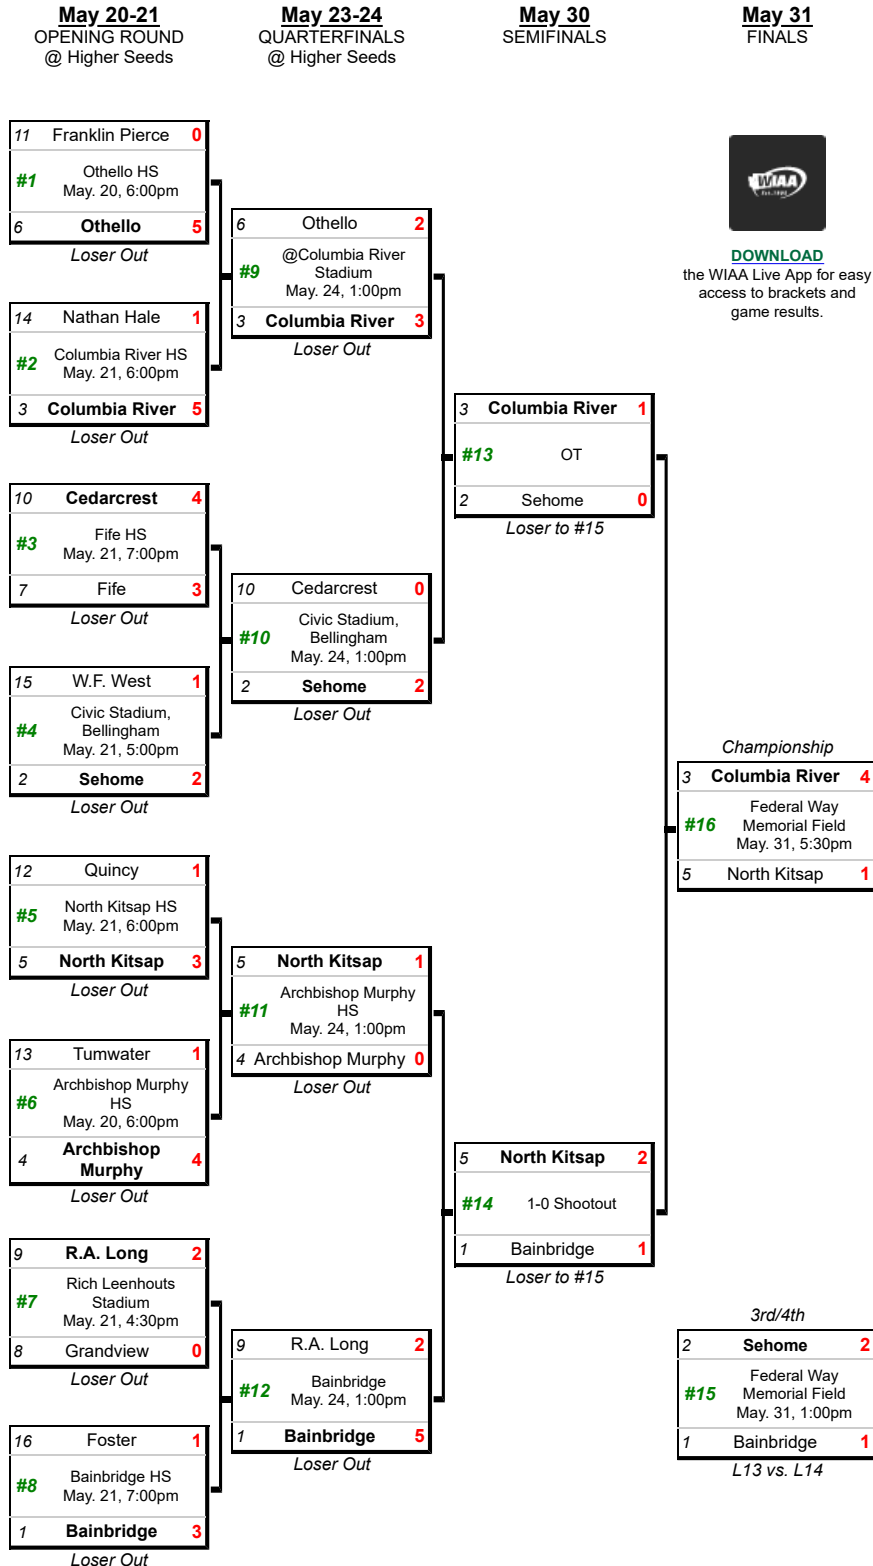 May 20-21
OPENING ROUND
@ Higher Seeds
May 23-24
QUARTERFINALS
@ Higher Seeds
May 30
SEMIFINALS
May 31
FINALS
11 Franklin Pierce 0
#1 Othello HS
May. 20, 6:00pm
6 Othello 5
Loser Out
14 Nathan Hale 1
#2 Columbia River HS
May. 21, 6:00pm
3 Columbia River 5
Loser Out
10 Cedarcrest 4
#3 Fife HS
May. 21, 7:00pm
7 Fife 3
Loser Out
15 W.F. West 1
#4 Civic Stadium,
Bellingham
May. 21, 5:00pm
2 Sehome 2
Loser Out
12 Quincy 1
#5 North Kitsap HS
May. 21, 6:00pm
5 North Kitsap 3
Loser Out
13 Tumwater 1
#6 Archbishop Murphy
HS
May. 20, 6:00pm
4 Archbishop
Murphy 4
Loser Out
9 R.A. Long 2
#7 Rich Leenhouts
Stadium
May. 21, 4:30pm
8 Grandview 0
Loser Out
16 Foster 1
#8 Bainbridge HS
May. 21, 7:00pm
1 Bainbridge 3
Loser Out
6 Othello 2
#9 @Columbia River
Stadium
May. 24, 1:00pm
3 Columbia River 3
Loser Out
10 Cedarcrest 0
#10 Civic Stadium,
Bellingham
May. 24, 1:00pm
2 Sehome 2
Loser Out
5 North Kitsap 1
#11 Archbishop Murphy
HS
May. 24, 1:00pm
4 Archbishop Murphy 0
Loser Out
9 R.A. Long 2
#12 Bainbridge
May. 24, 1:00pm
1 Bainbridge 5
Loser Out
3 Columbia River 1
#13 OT
2 Sehome 0
Loser to #15
5 North Kitsap 2
#14 1-0 Shootout
1 Bainbridge 1
Loser to #15
WIAA
Est. 1905
DOWNLOAD
the WIAA Live App for easy
access to brackets and
game results.
Championship
3 Columbia River 4
#16 Federal Way
Memorial Field
May. 31, 5:30pm
5 North Kitsap 1
3rd/4th
2 Sehome 2
#15 Federal Way
Memorial Field
May. 31, 1:00pm
1 Bainbridge 1
L13 vs. L14